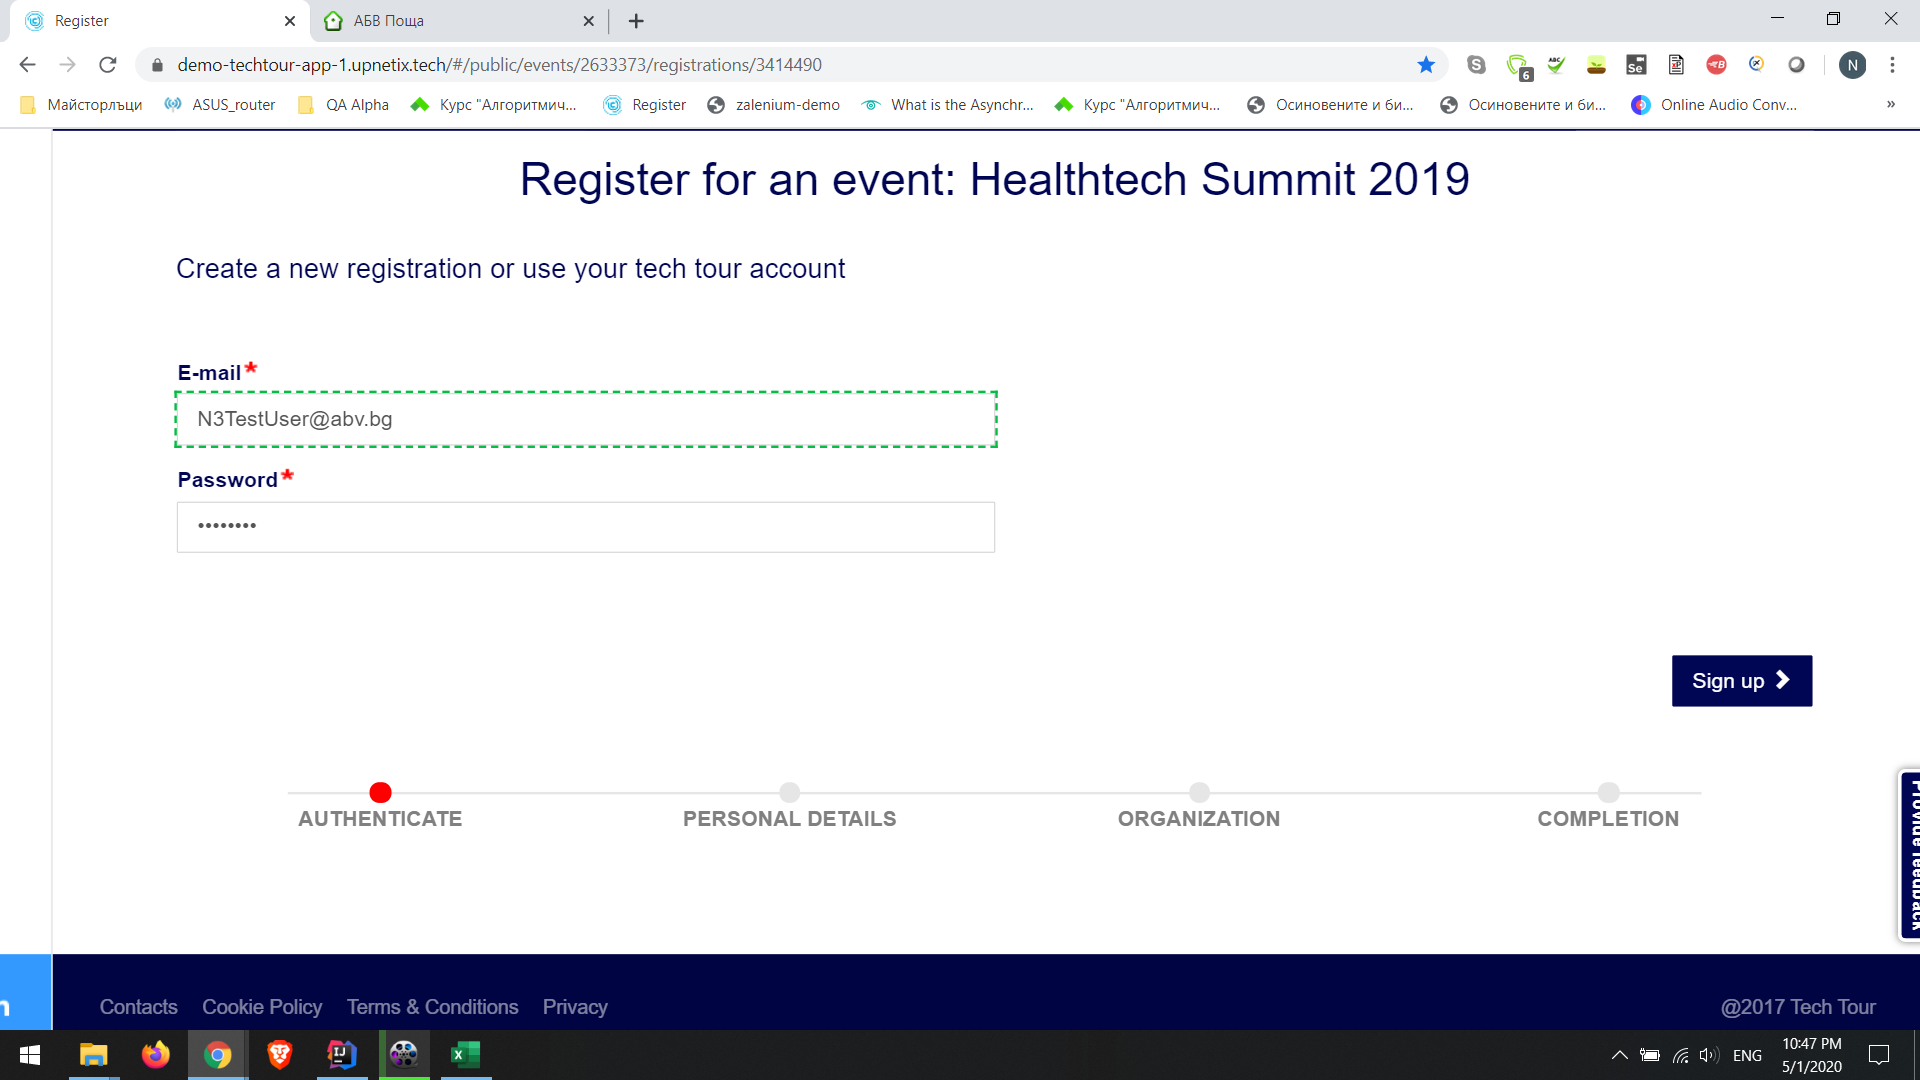 Register
АБВ Поща
demo-techtour-app-1.upnetix.tech/#/public/events/2633373/registrations/3414490
6
N
Майсторлъци
ASUS_router
QA Alpha
Курс "Алгоритмич...
Register
zalenium-demo
What is the Asynchr...
Курс "Алгоритмич...
Осиновените и би...
Осиновените и би...
Online Audio Conv...
»
Register for an event: Healthtech Summit 2019
Create a new registration or use your tech tour account
E-mail*
N3TestUser@abv.bg
Password*
••••••••
Sign up
AUTHENTICATE
PERSONAL DETAILS
ORGANIZATION
COMPLETION
Provide feedback
Contacts
Cookie Policy
Terms & Conditions
Privacy
@2017 Tech Tour
ENG
10:47 PM
5/1/2020